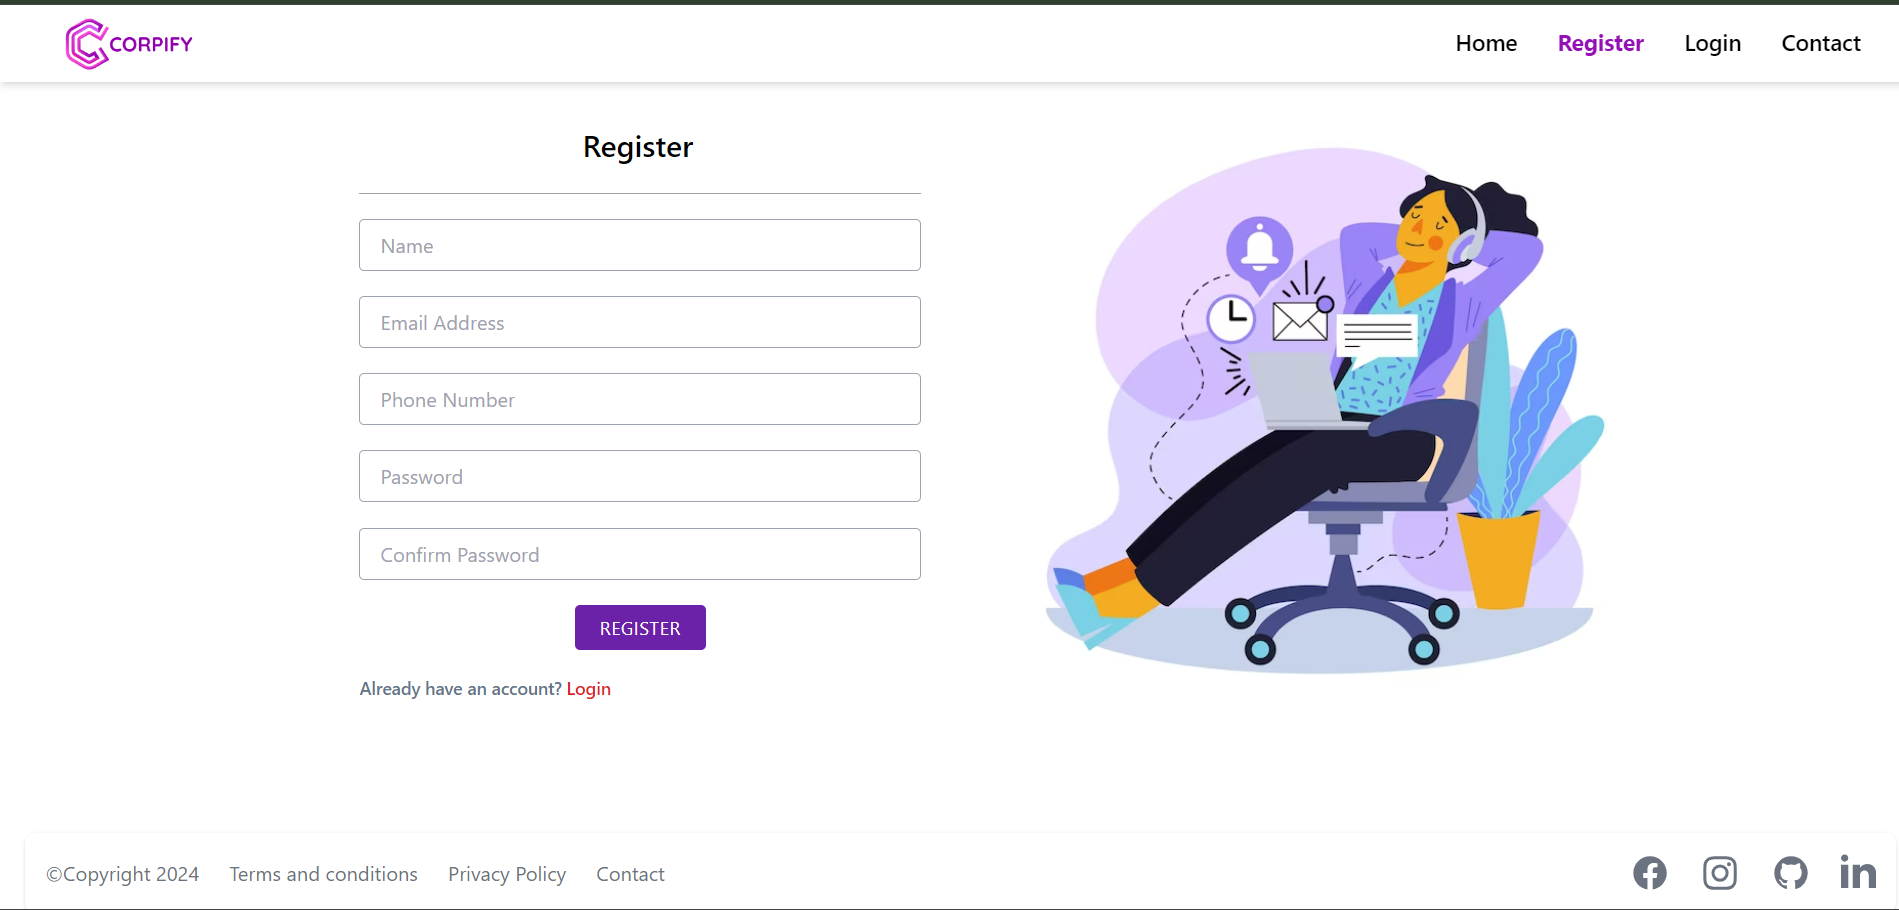 CORPIFY
Home Register Login Contact
Register
Name
Email Address
Phone Number
Password
Confirm Password
REGISTER
Already have an account? Login
©Copyright 2024 Terms and conditions Privacy Policy Contact